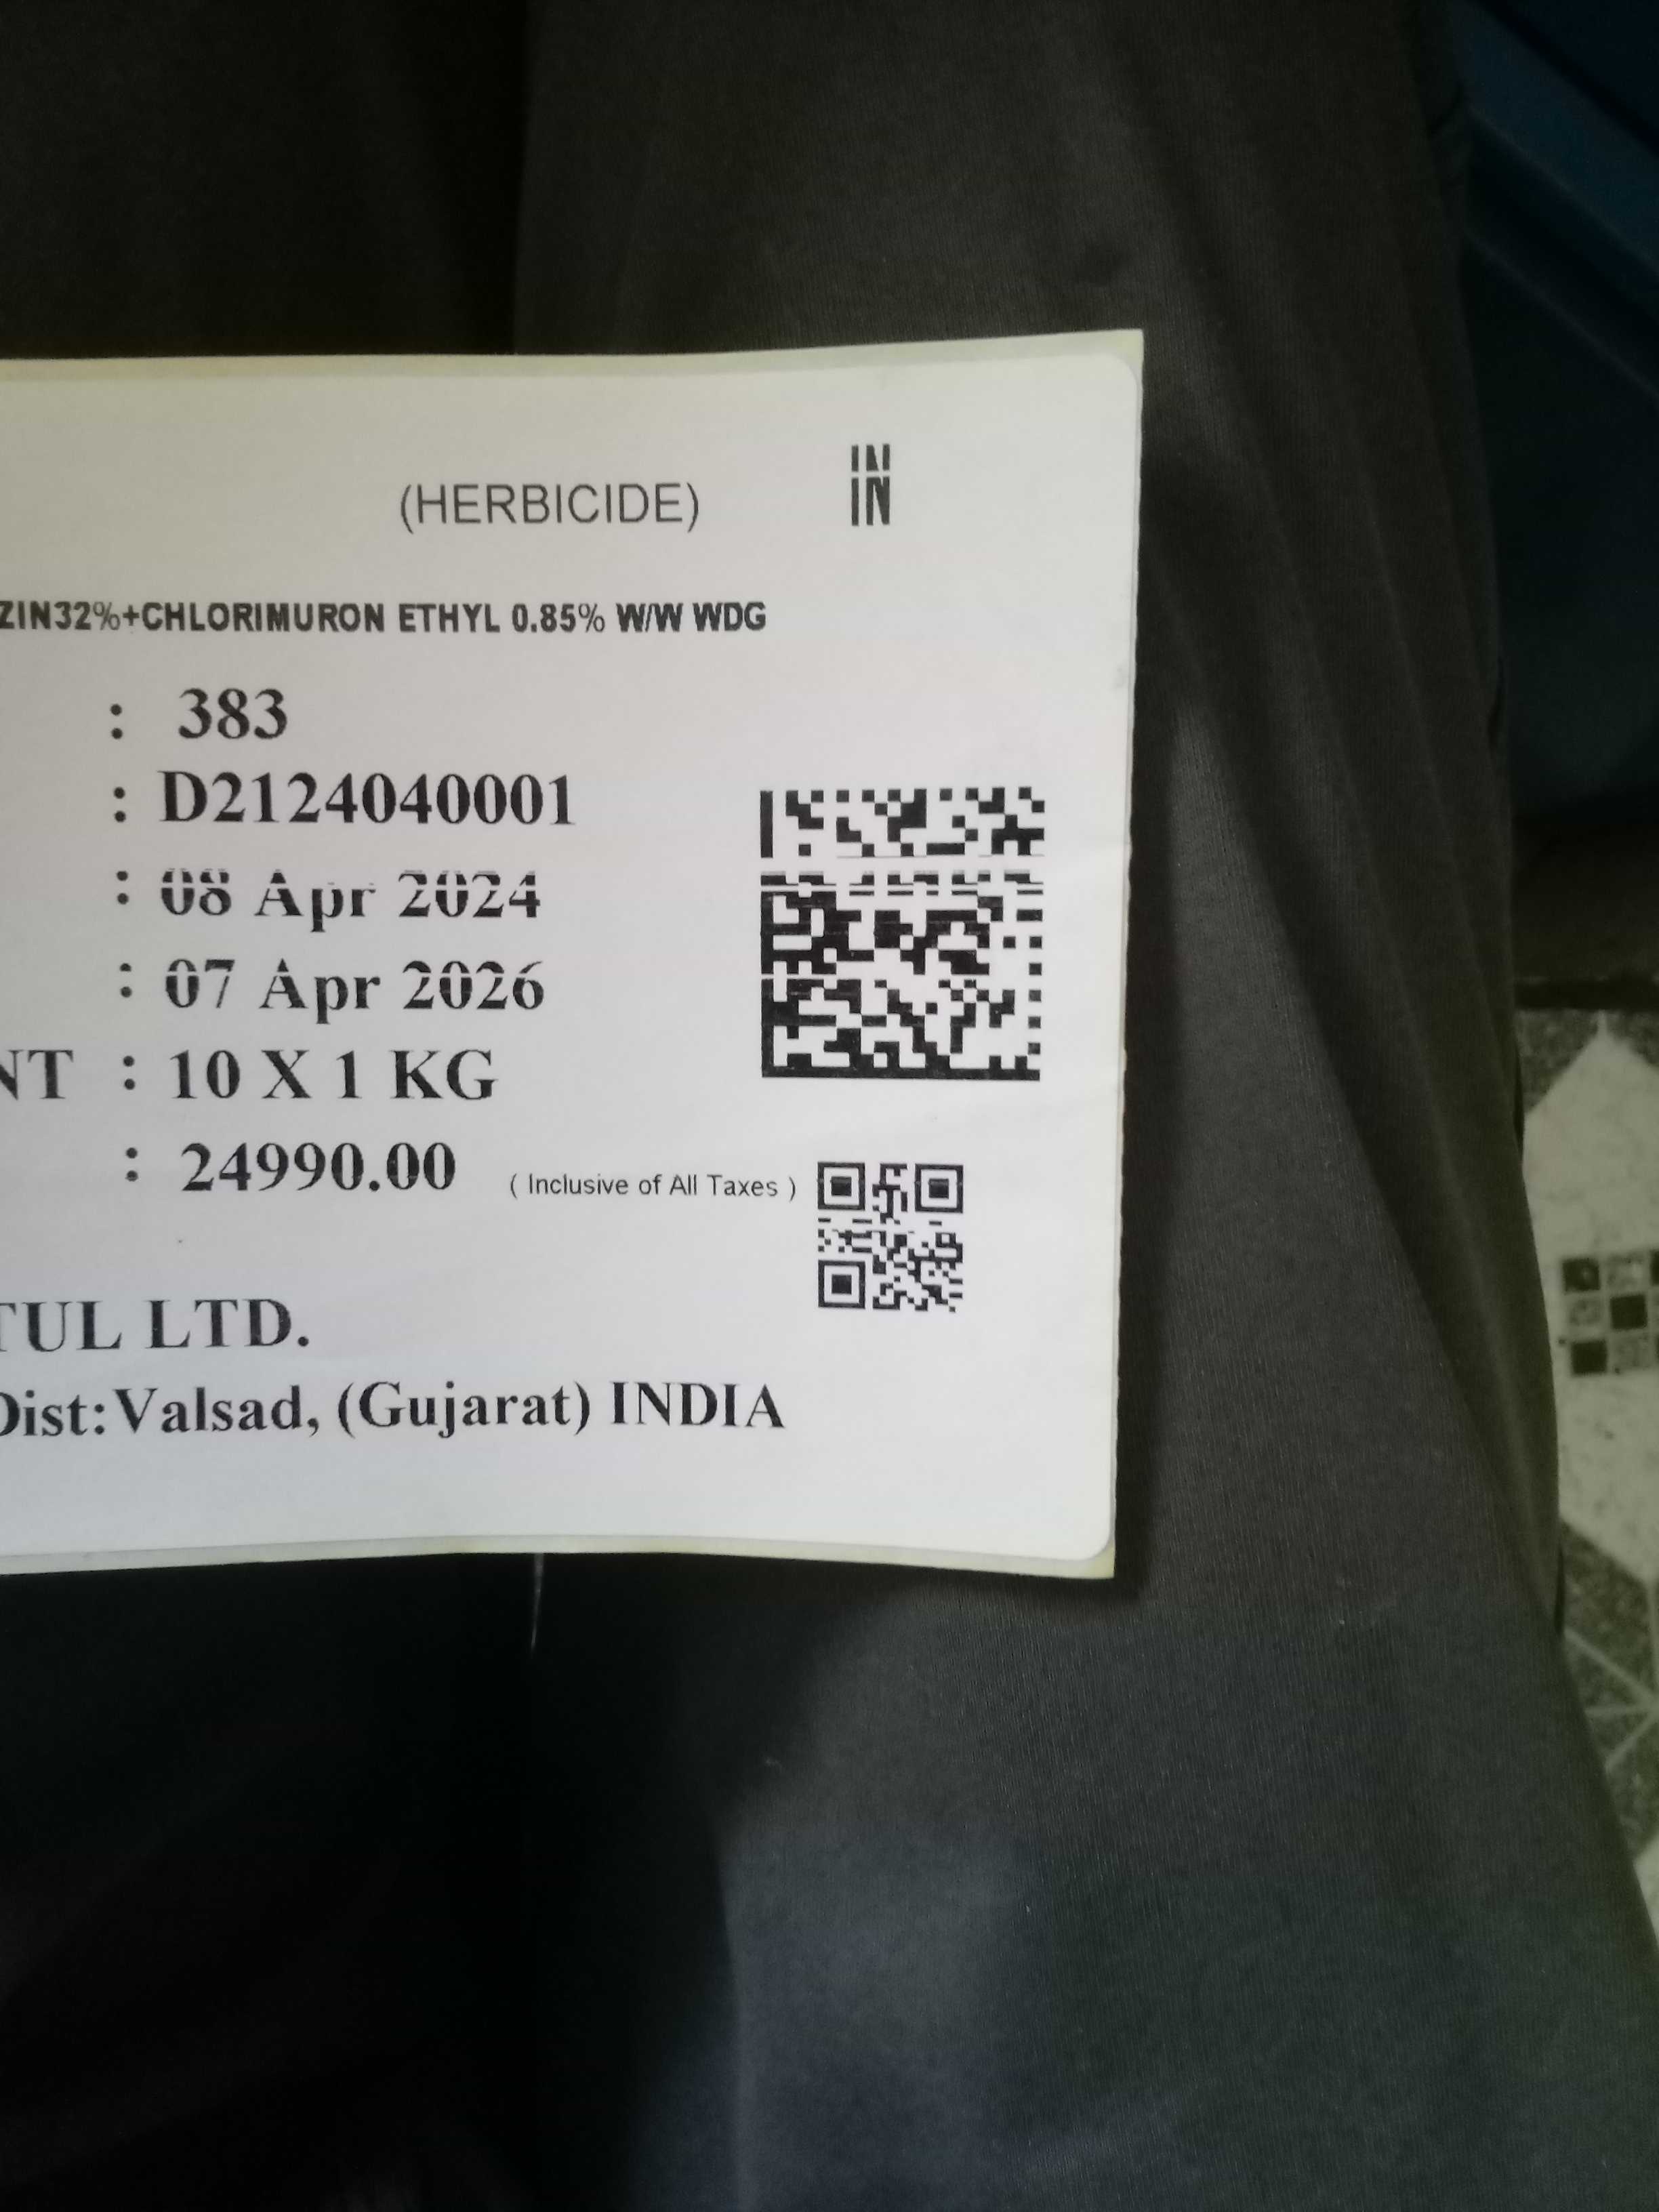 (HERBICIDE)
IN
IN
ZIN32%+CHLORIMURON ETHYL 0.85% W/W WDG
: 383
: D2124040001
: 08 Apr 2024
: 07 Apr 2026
NT : 10 X 1 KG
: 24990.00 ( Inclusive of All Taxes )
TUL LTD.
Dist: Valsad, (Gujarat) INDIA